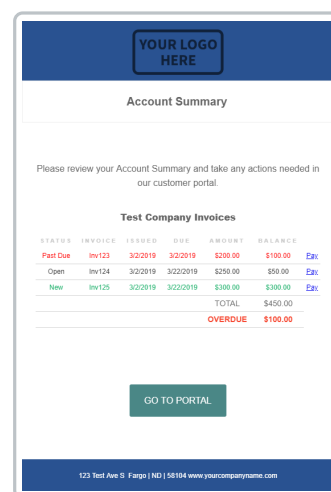 YOUR LOGO
HERE
Account Summary
Please review your Account Summary and take any actions needed in
our customer portal.
Test Company Invoices
STATUS INVOICE ISSUED DUE AMOUNT BALANCE
Past Due Inv123 3/2/2019 3/2/2019 $200.00 $100.00 Pay
Open Inv124 3/2/2019 3/22/2019 $250.00 $50.00 Pay
New Inv125 3/2/2019 3/22/2019 $300.00 $300.00 Pay
TOTAL $450.00
OVERDUE $100.00
GO TO PORTAL
123 Test Ave S Fargo | ND | 58104 www.yourcompanyname.com